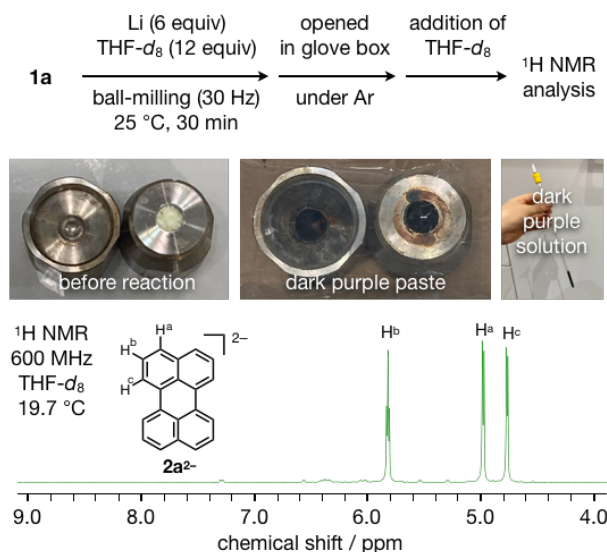 1a
Li (6 equiv)
THF-d₈ (12 equiv)
ball-milling (30 Hz)
25 °C, 30 min
opened
in glove box
under Ar
addition of
THF-d₈
¹H NMR
analysis
before reaction
dark purple paste
dark
purple
solution
¹H NMR
600 MHz
THF-d₈
19.7 °C
Hᵃ
Hᵇ
Hᶜ
2–
2a²⁻
Hᵇ Hᵃ Hᶜ
9.0 8.0 7.0 6.0 5.0 4.0
chemical shift / ppm